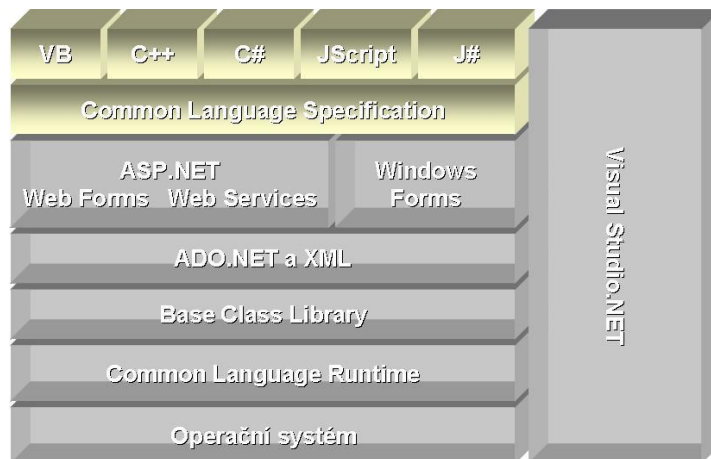 VB C++ C# JScript J#
Common Language Specification
ASP.NET
Web Forms Web Services
Windows
Forms
ADO.NET a XML
Base Class Library
Common Language Runtime
Operační systém
Visual Studio.NET